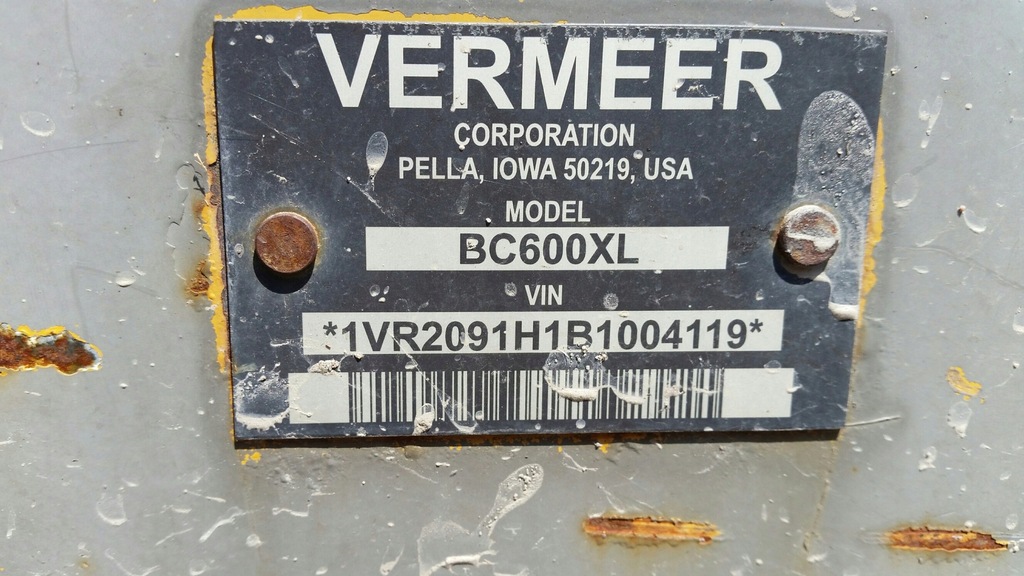 VERMEER
CORPORATION
PELLA, IOWA 50219, USA
MODEL
BC600XL
VIN
*1VR2091H1B1004119*